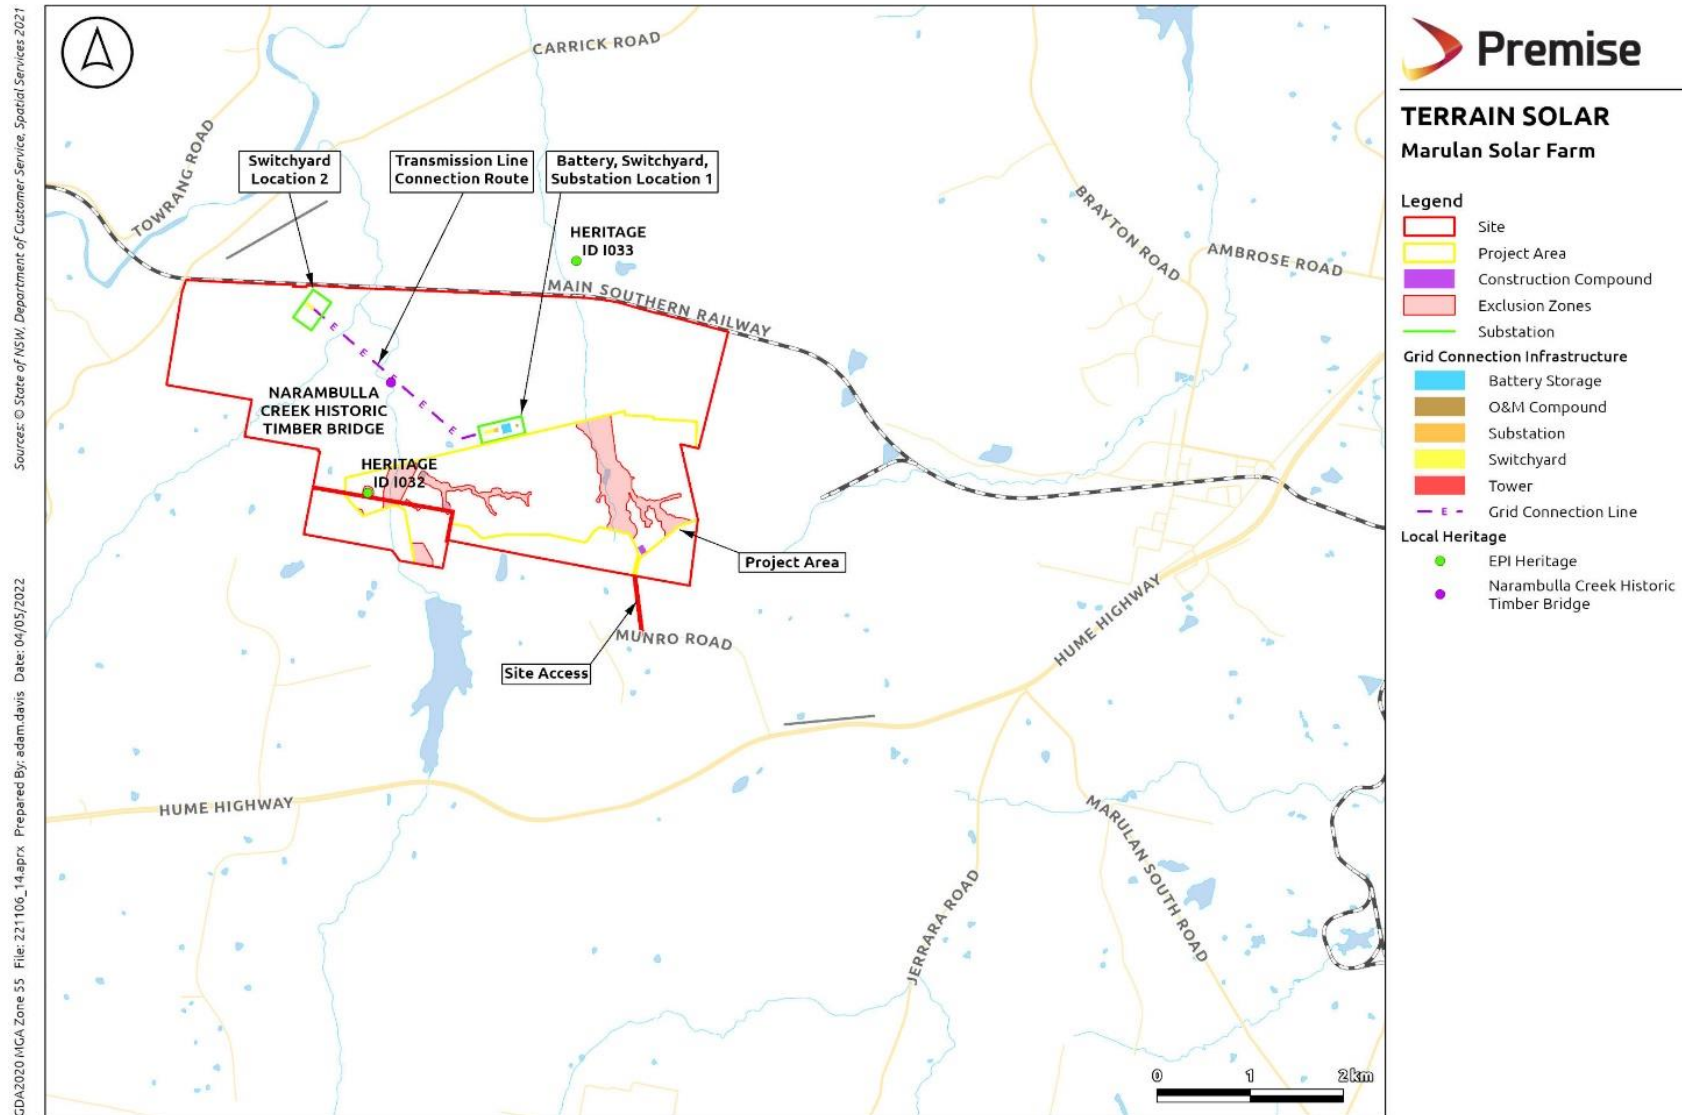 Sources: © State of NSW, Department of Customer Service, Spatial Services 2021
GDA2020 MGA Zone 55 File: 221106_14.aprx Prepared By: adam.davis Date: 04/05/2022
CARRICK ROAD
TOWRANG ROAD
Switchyard
Location 2
Transmission Line
Connection Route
Battery, Switchyard,
Substation Location 1
HERITAGE
ID I033
MAIN SOUTHERN RAILWAY
BRAYTON ROAD
AMBROSE ROAD
E
E
E
E
E
NARAMBULLA
CREEK HISTORIC
TIMBER BRIDGE
HERITAGE
ID I032
Project Area
MUNRO ROAD
Site Access
HUME HIGHWAY
HUME HIGHWAY
JERRARA ROAD
MARULAN SOUTH ROAD
0 1 2 km
Premise
TERRAIN SOLAR
Marulan Solar Farm
Legend
Site
Project Area
Construction Compound
Exclusion Zones
Substation
Grid Connection Infrastructure
Battery Storage
O&M Compound
Substation
Switchyard
Tower
E Grid Connection Line
Local Heritage
EPI Heritage
Narambulla Creek Historic
Timber Bridge